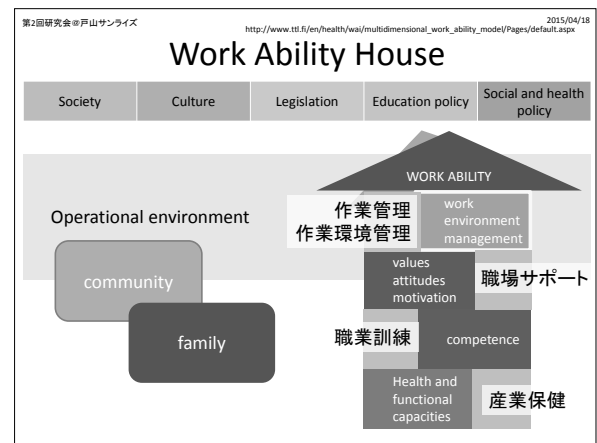 第2回研究会@戸山サンライズ
2015/04/18
http://www.ttl.fi/en/health/wai/multidimensional_work_ability_model/Pages/default.aspx
Work Ability House
Society
Culture
Legislation
Education policy
Social and health
policy
WORK ABILITY
Operational environment
作業管理
作業環境管理
work
environment
management
community
values
attitudes
motivation
職場サポート
family
職業訓練
competence
Health and
functional
capacities
産業保健